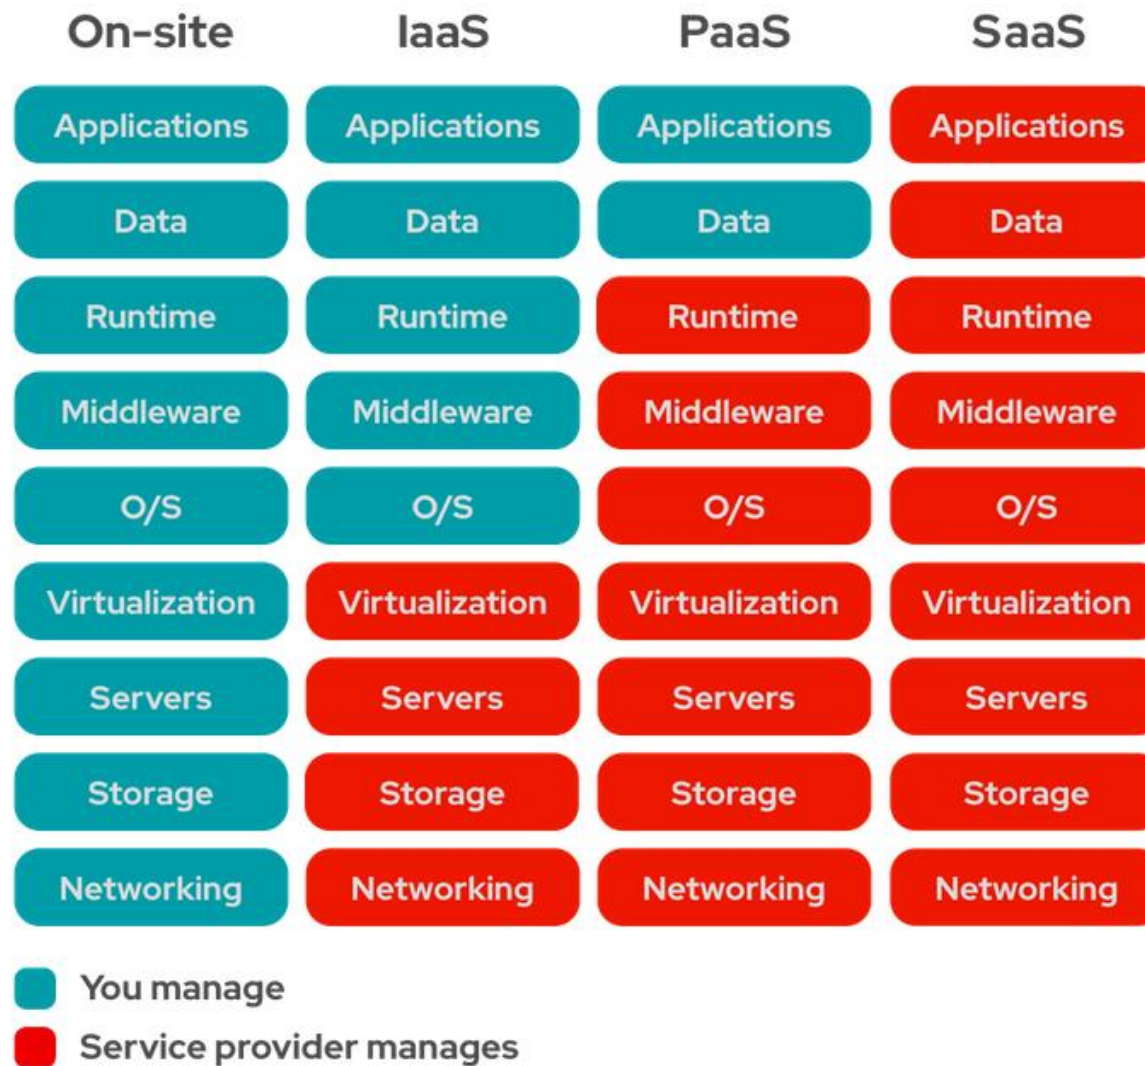 On-site IaaS PaaS SaaS
Applications Applications Applications Applications
Data Data Data Data
Runtime Runtime Runtime Runtime
Middleware Middleware Middleware Middleware
O/S O/S O/S O/S
Virtualization Virtualization Virtualization Virtualization
Servers Servers Servers Servers
Storage Storage Storage Storage
Networking Networking Networking Networking
You manage
Service provider manages